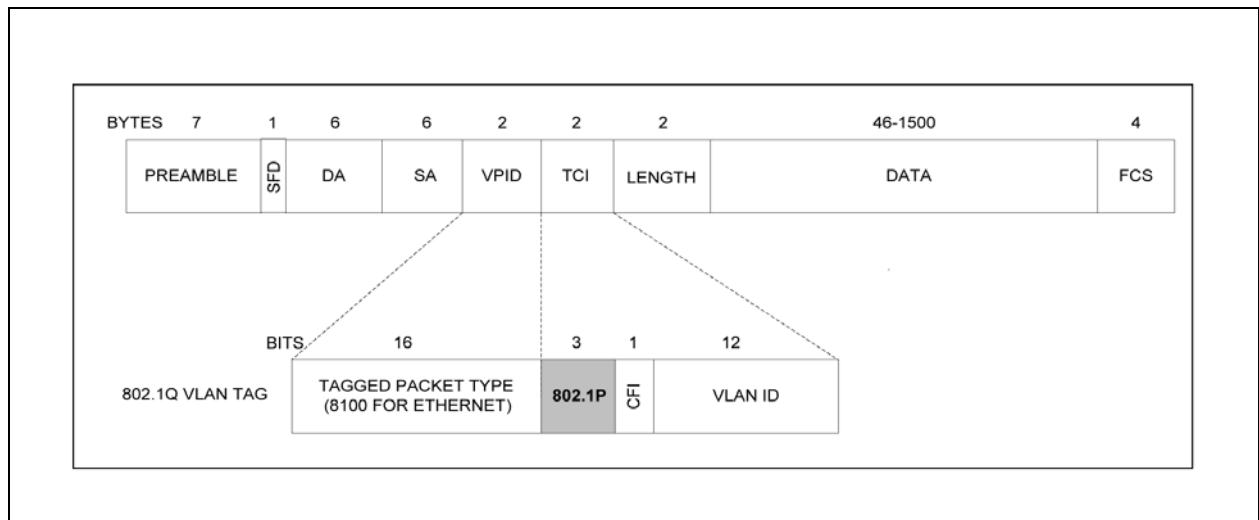 BYTES 7 1 6 6 2 2 2 46-1500 4
PREAMBLE SFD DA SA VPID TCI LENGTH DATA FCS
BITS 16 3 1 12
802.1Q VLAN TAG
TAGGED PACKET TYPE
(8100 FOR ETHERNET)
802.1P CFI VLAN ID